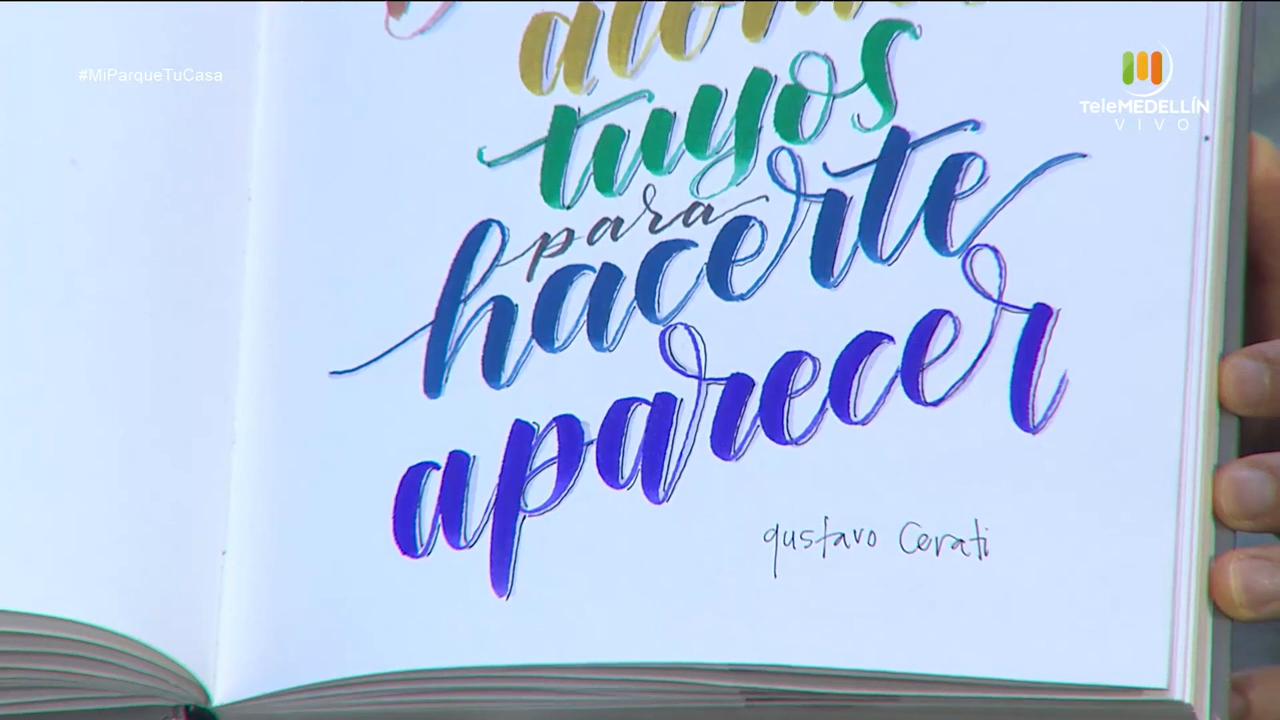 #MiParqueTuCasa
TeleMEDELLÍN
VIVO
tuyos
para
hacerte
aparecer
gustavo Cerati